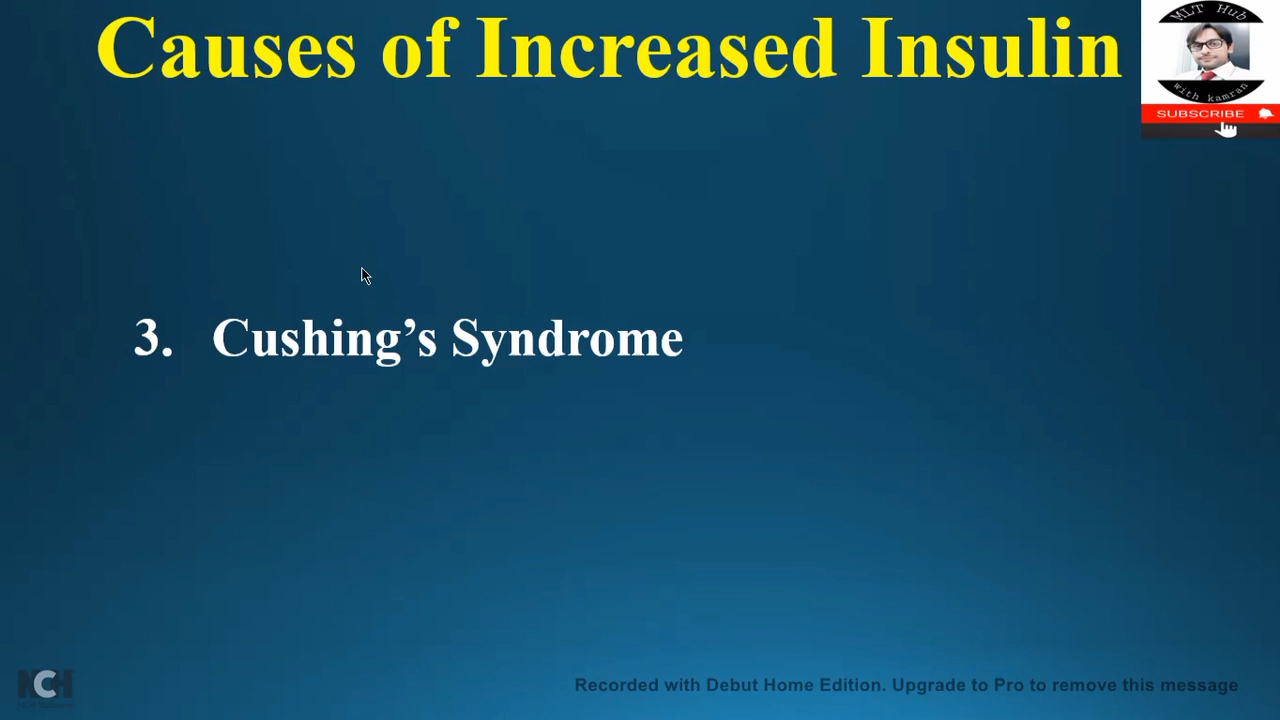 Causes of Increased Insulin
MLT Hub
with kamran
SUBSCRIBE
3. Cushing’s Syndrome
NCH
Recorded with Debut Home Edition. Upgrade to Pro to remove this message